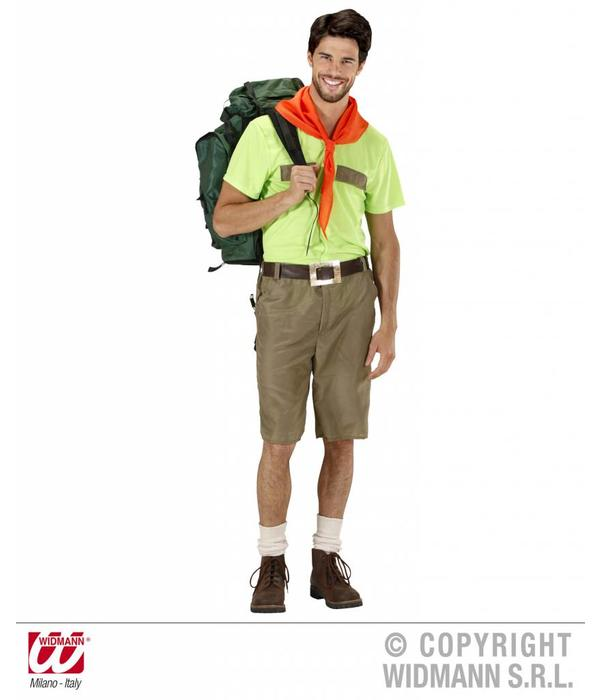 WIDMANN®
W
Milano - Italy
© COPYRIGHT
WIDMANN S.R.L.